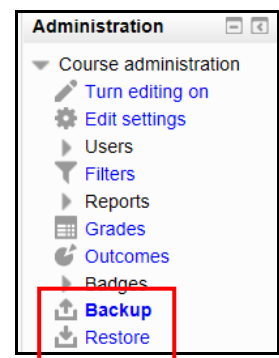 Administration
Course administration
Turn editing on
Edit settings
Users
Filters
Reports
Grades
Outcomes
Badges
Backup
Restore